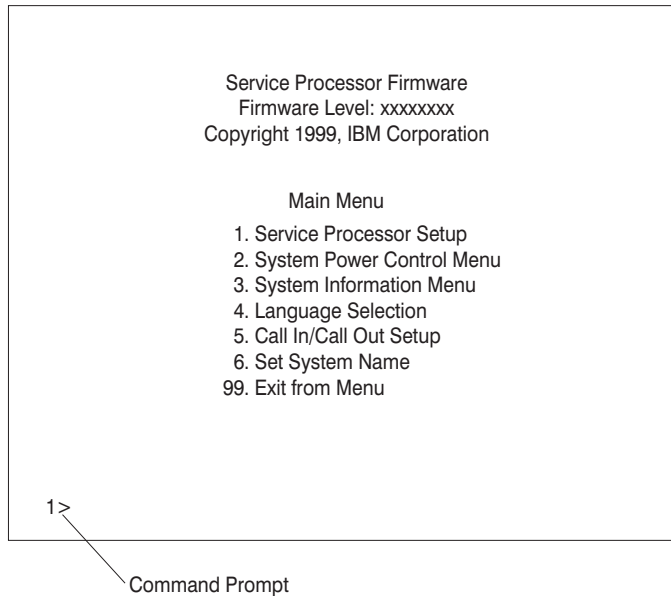 Service Processor Firmware
Firmware Level: xxxxxxxx
Copyright 1999, IBM Corporation
Main Menu
1. Service Processor Setup
2. System Power Control Menu
3. System Information Menu
4. Language Selection
5. Call In/Call Out Setup
6. Set System Name
99. Exit from Menu
1>
Command Prompt